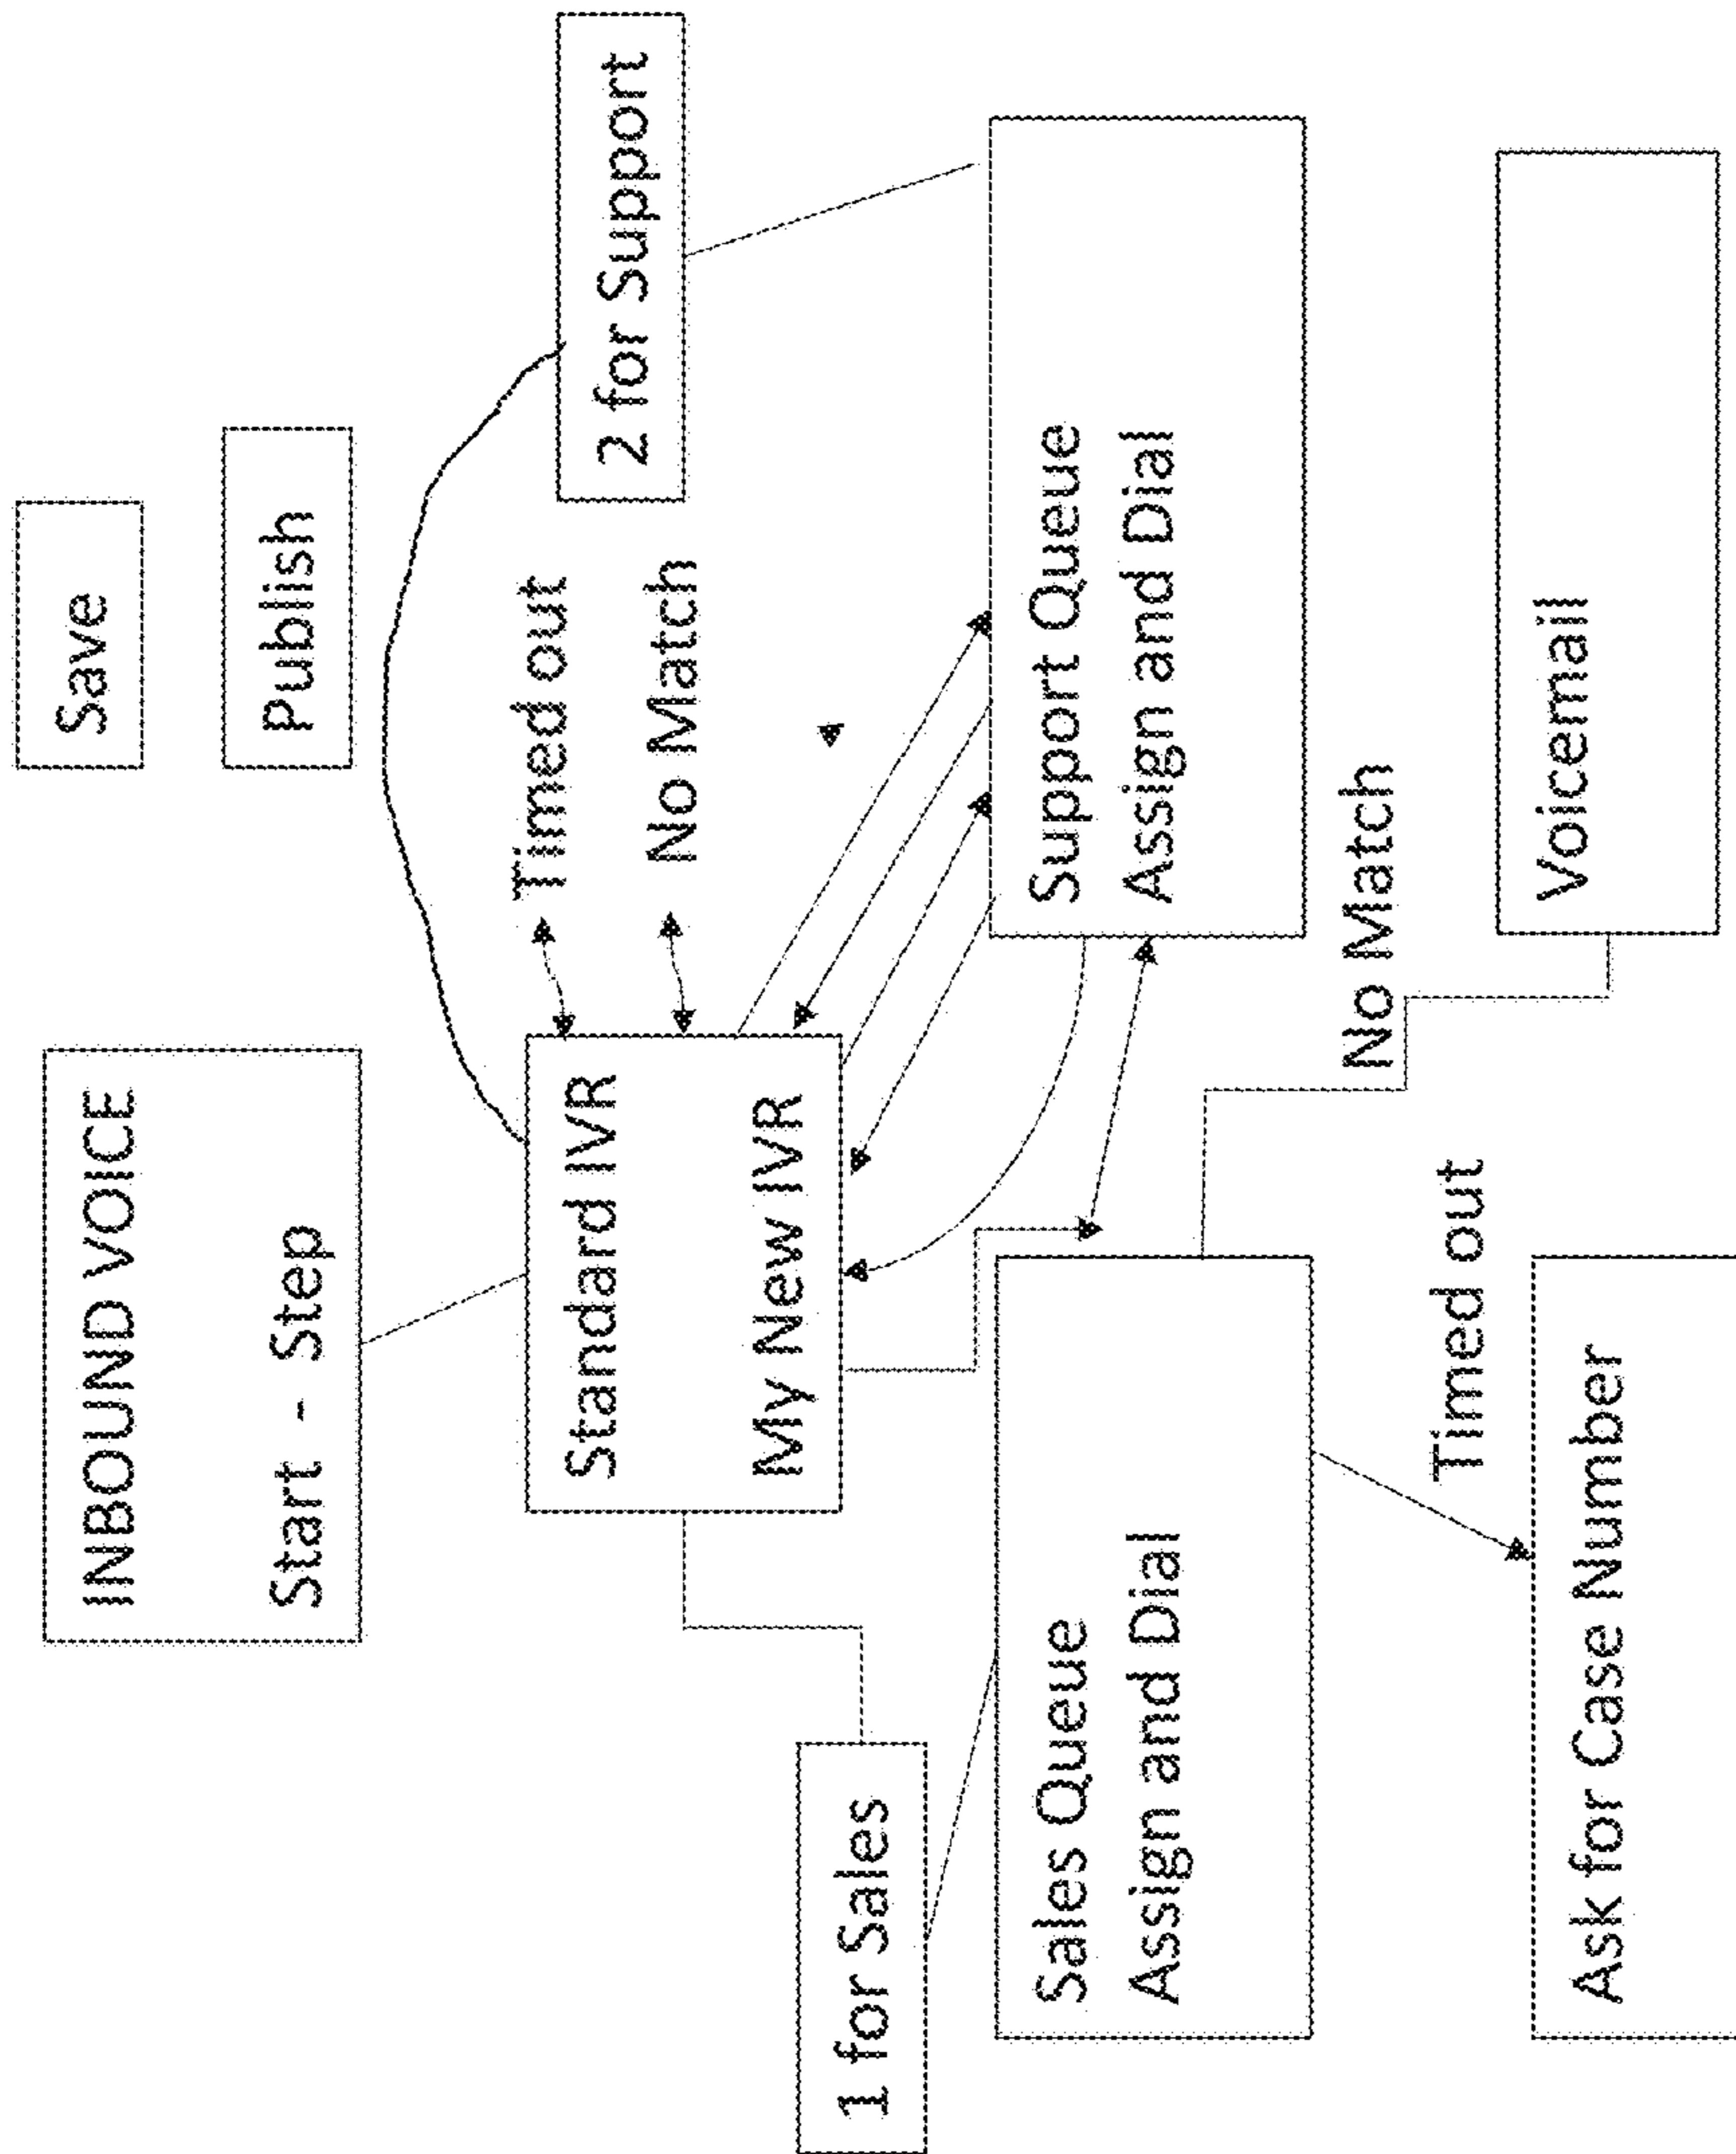 Save
Publish
INBOUND VOICE
Start - Step
Standard IVR
My New IVR
Timed out
No Match
2 for Support
1 for Sales
Sales Queue
Assign and Dial
Support Queue
Assign and Dial
Timed out
No Match
Ask for Case Number
Voicemail